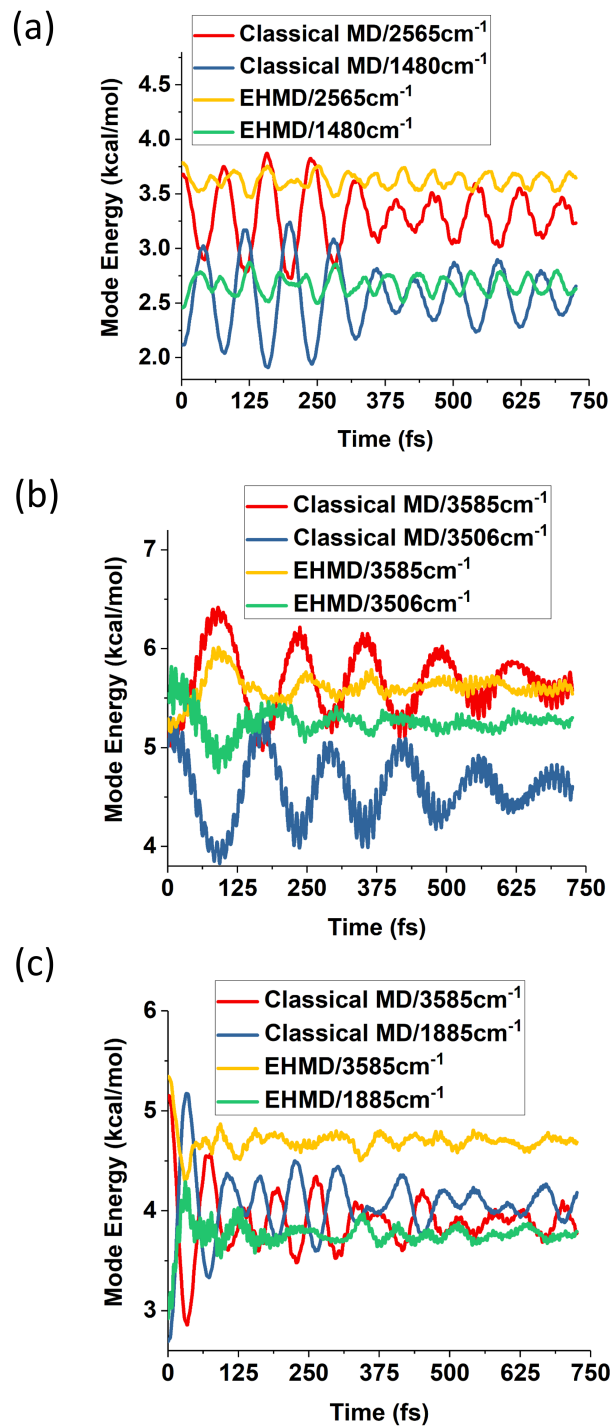 (a)
Classical MD/2565cm⁻¹
Classical MD/1480cm⁻¹
EHMD/2565cm⁻¹
EHMD/1480cm⁻¹
Mode Energy (kcal/mol)
4.5
4.0
3.5
3.0
2.5
2.0
0 125 250 375 500 625 750
Time (fs)
(b)
Classical MD/3585cm⁻¹
Classical MD/3506cm⁻¹
EHMD/3585cm⁻¹
EHMD/3506cm⁻¹
Mode Energy (kcal/mol)
7
6
5
4
0 125 250 375 500 625 750
Time (fs)
(c)
Classical MD/3585cm⁻¹
Classical MD/1885cm⁻¹
EHMD/3585cm⁻¹
EHMD/1885cm⁻¹
Mode Energy (kcal/mol)
6
5
4
3
0 125 250 375 500 625 750
Time (fs)